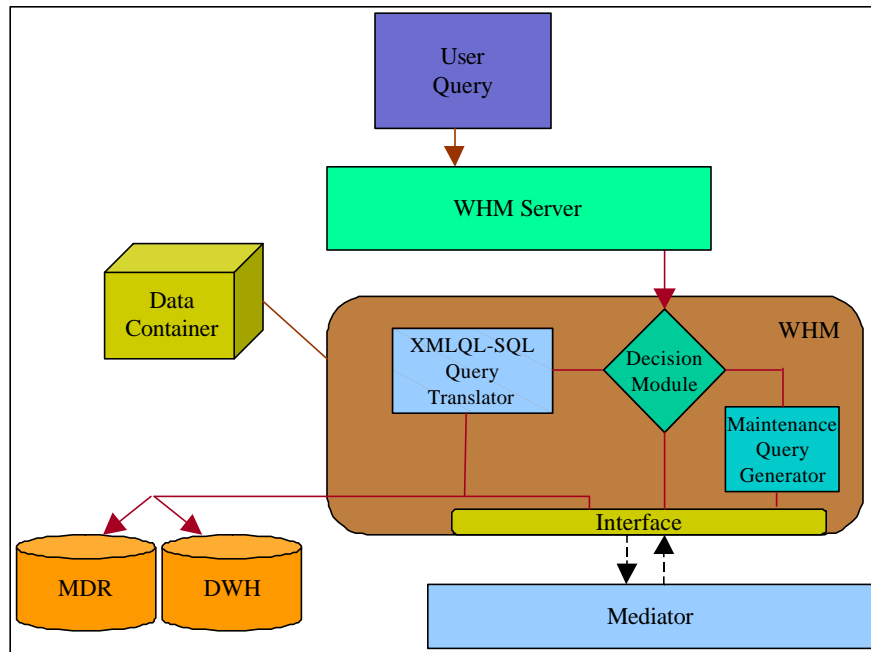 User
Query
WHM Server
Data
Container
WHM
XMLQL-SQL
Query
Translator
Decision
Module
Maintenance
Query
Generator
Interface
MDR
DWH
Mediator